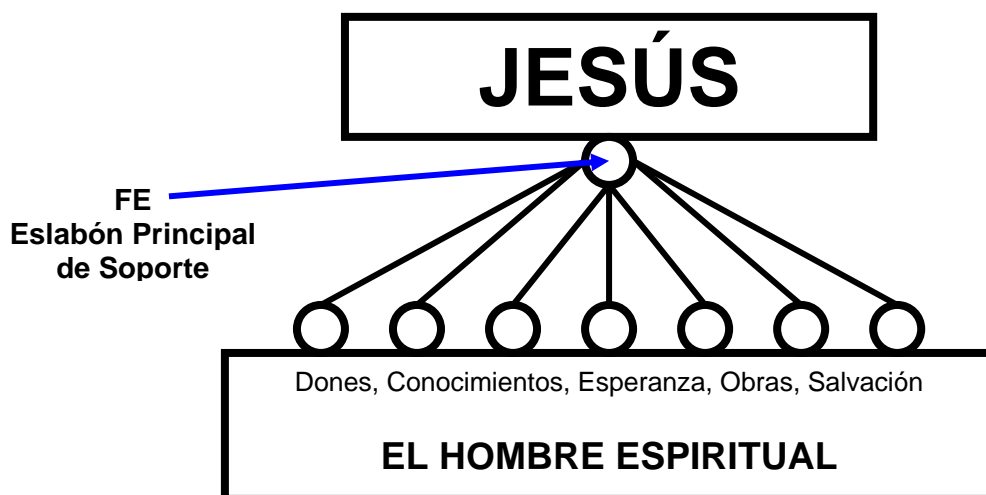 JESÚS
FE
Eslabón Principal
de Soporte
Dones, Conocimientos, Esperanza, Obras, Salvación
EL HOMBRE ESPIRITUAL